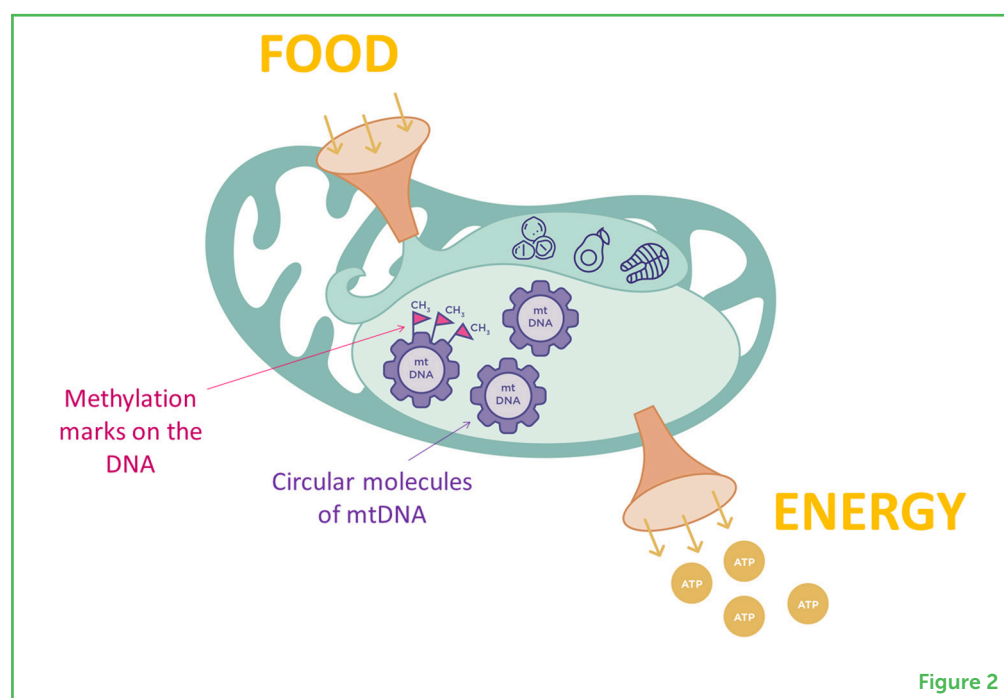 FOOD
CH3
CH3
CH3
mt
DNA
mt
DNA
mt
DNA
Methylation
marks on the
DNA
Circular molecules
of mtDNA
ENERGY
ATP
ATP
ATP
ATP
Figure 2